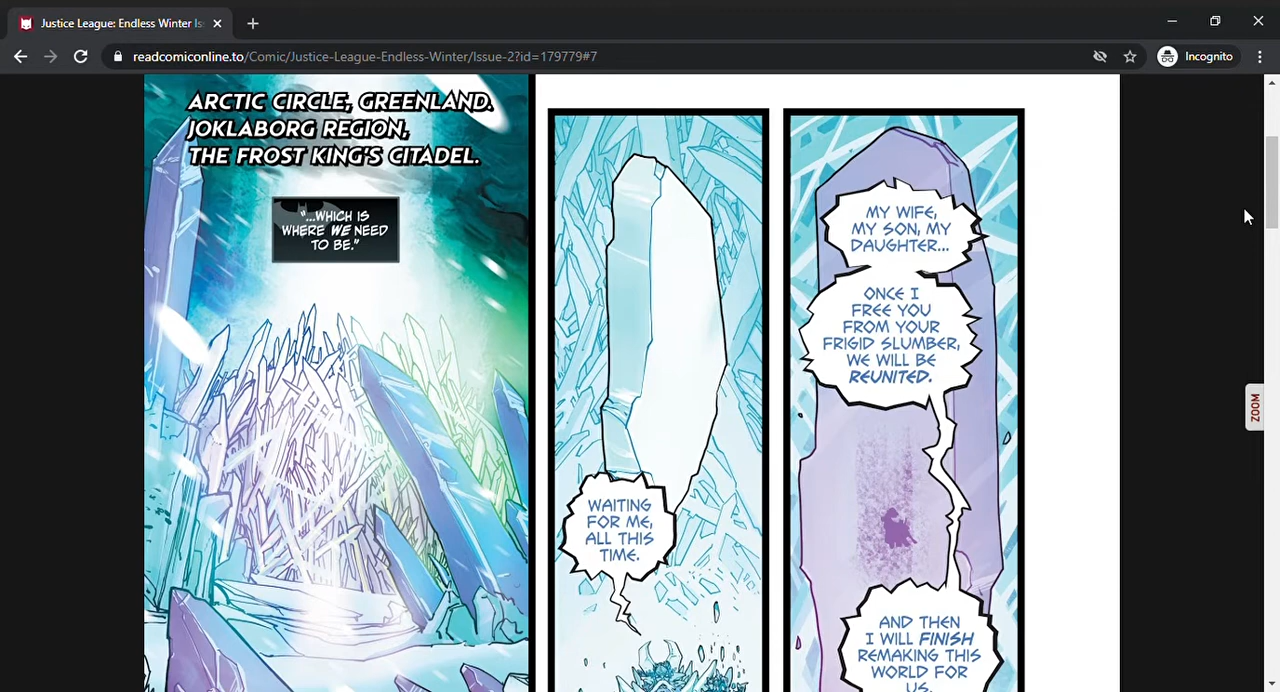 Justice League: Endless Winter Is
readcomiconline.to/Comic/Justice-League-Endless-Winter/Issue-2?id=179779#7
Incognito
ARCTIC CIRCLE, GREENLAND.
JOKLABORG REGION,
THE FROST KING'S CITADEL.
"...WHICH IS
WHERE WE NEED
TO BE."
WAITING
FOR ME,
ALL THIS
TIME.
MY WIFE,
MY SON, MY
DAUGHTER...
ONCE I
FREE YOU
FROM YOUR
FRIGID SLUMBER,
WE WILL BE
REUNITED.
AND THEN
I WILL FINISH
REMAKING THIS
WORLD FOR
US.
ZOOM